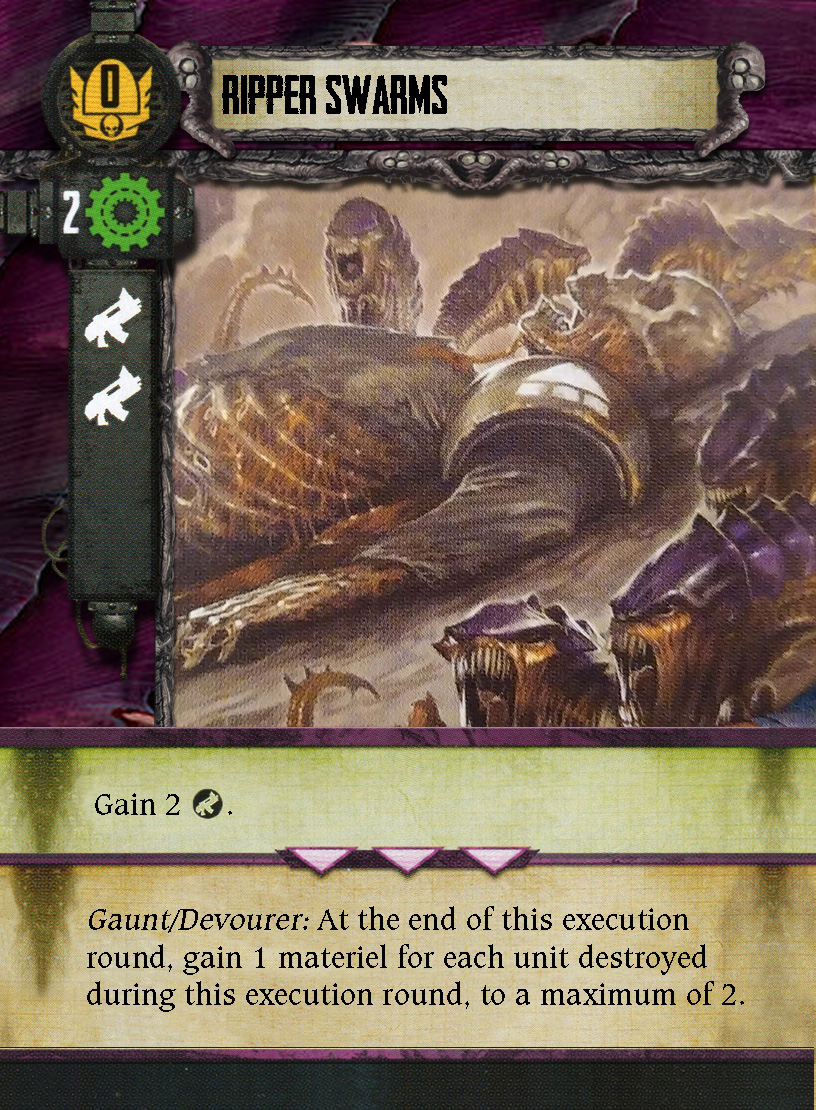 0
RIPPER SWARMS
2
Gain 2 .
Gaunt/Devourer: At the end of this execution
round, gain 1 materiel for each unit destroyed
during this execution round, to a maximum of 2.